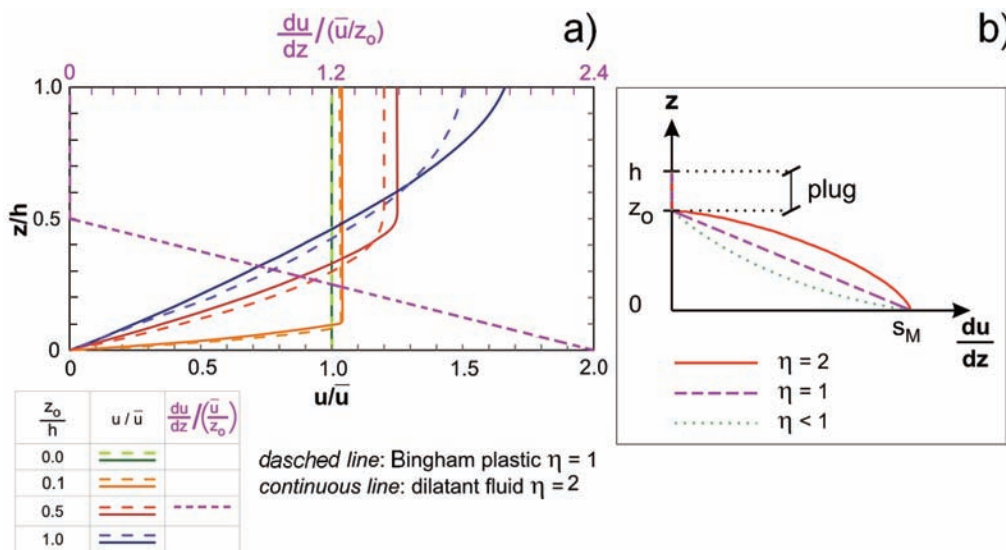 du/dz /(u̅/zo)
a)
0 1.2 2.4
1.0
0.5
0
z/h
0 0.5 1.0 1.5 2.0
u/u̅
b)
z
h
plug
zo
0
sM
du/dz
η = 2
η = 1
η < 1
zo/h u / u̅ du/dz /(u̅/zo)
0.0
0.1
0.5
1.0
dasched line: Bingham plastic η = 1
continuous line: dilatant fluid η = 2